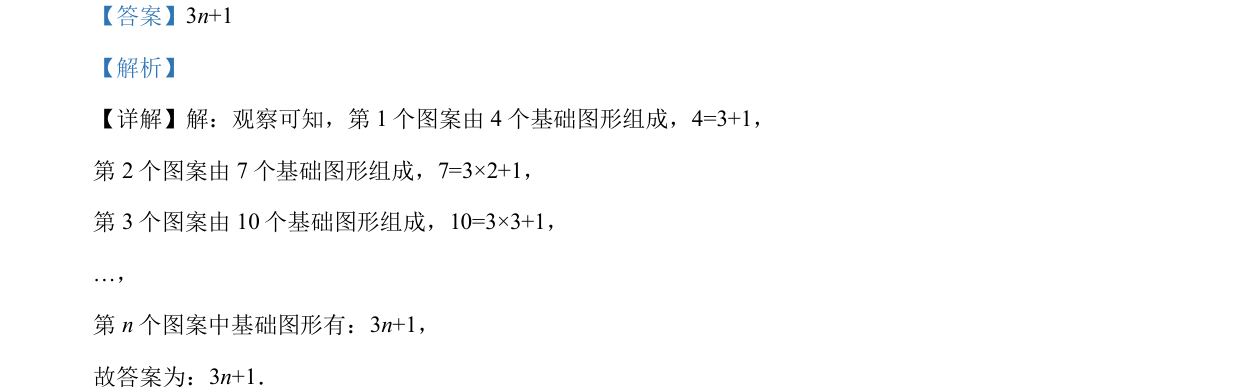 【答案】3n+1
【解析】
【详解】解：观察可知，第 1 个图案由 4 个基础图形组成，4=3+1，
第 2 个图案由 7 个基础图形组成，7=3×2+1，
第 3 个图案由 10 个基础图形组成，10=3×3+1，
…，
第 n 个图案中基础图形有：3n+1，
故答案为：3n+1．